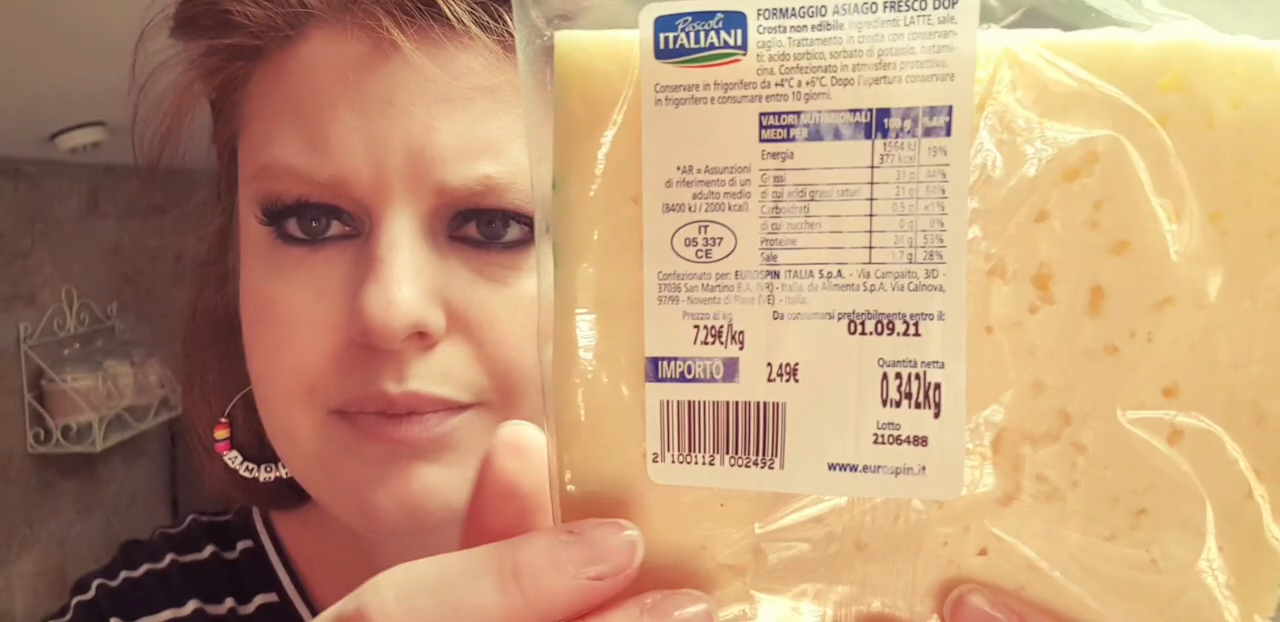 Pascoli
ITALIANI
FORMAGGIO ASIAGO FRESCO DOP
Crosta non edibile. Ingredienti: LATTE, sale,
caglio. Trattamento in crosta con conservan-
ti: acido sorbico, sorbato di potassio, natami-
cina. Confezionato in atmosfera protettiva.
Conservare in frigorifero da +4°C a +6°C. Dopo l'apertura conservare
in frigorifero e consumare entro 10 giorni.
VALORI NUTRIZIONALI MEDI PER 100 g %AR*
Energia 1564 kJ 377 kcal 19%
Grassi 31 g 44%
di cui acidi grassi saturi 21 g
Carboidrati 0,5 g <1%
di cui zuccheri 0 g 0%
Proteine 53%
Sale 1,7 g 28%
*AR = Assunzioni
di riferimento di un
adulto medio
(8400 kJ / 2000 kcal).
IT
05 337
CE
Confezionato per: EUROSPIN ITALIA S.p.A. - Via Campalto, 3/D -
37036 San Martino B.A. (VR) - Italia, da Alimenta S.p.A. Via Calnova,
97/99 - Noventa di Piave (VE) - Italia.
Prezzo al kg
7.29€/kg
Da consumarsi preferibilmente entro il:
01.09.21
IMPORTO 2.49€
Quantità netta
0.342kg
Lotto
2106488
2 100112 002492
www.eurospin.it